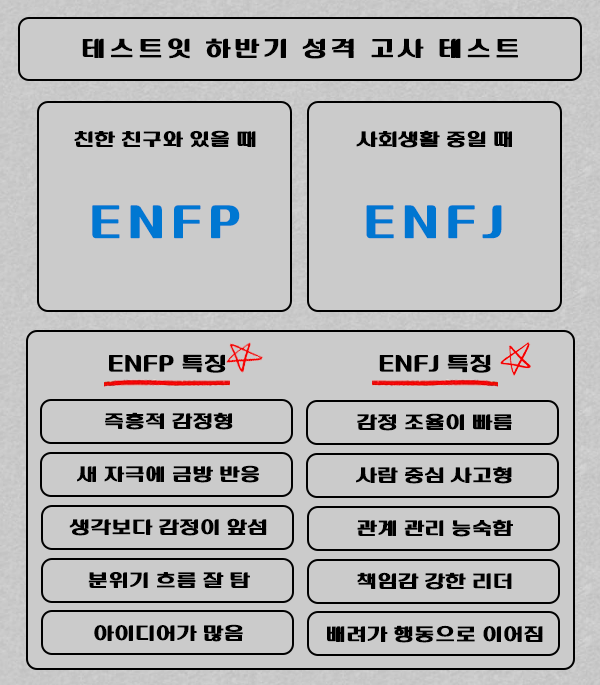 테스트잇 하반기 성격 고사 테스트
친한 친구와 있을 때
ENFP
사회생활 중일 때
ENFJ
ENFP 특징
즉흥적 감정형
새 자극에 금방 반응
생각보다 감정이 앞섬
분위기 흐름 잘 탐
아이디어가 많음
ENFJ 특징
감정 조율이 빠름
사람 중심 사고형
관계 관리 능숙함
책임감 강한 리더
배려가 행동으로 이어짐